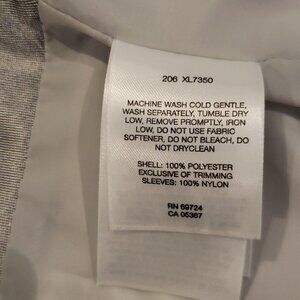 206 XL7350
MACHINE WASH COLD GENTLE,
WASH SEPARATELY, TUMBLE DRY
LOW, REMOVE PROMPTLY, IRON
LOW, DO NOT USE FABRIC
SOFTENER, DO NOT BLEACH, DO
NOT DRYCLEAN
SHELL: 100% POLYESTER
EXCLUSIVE OF TRIMMING
SLEEVES: 100% NYLON
RN 69724
CA 05367